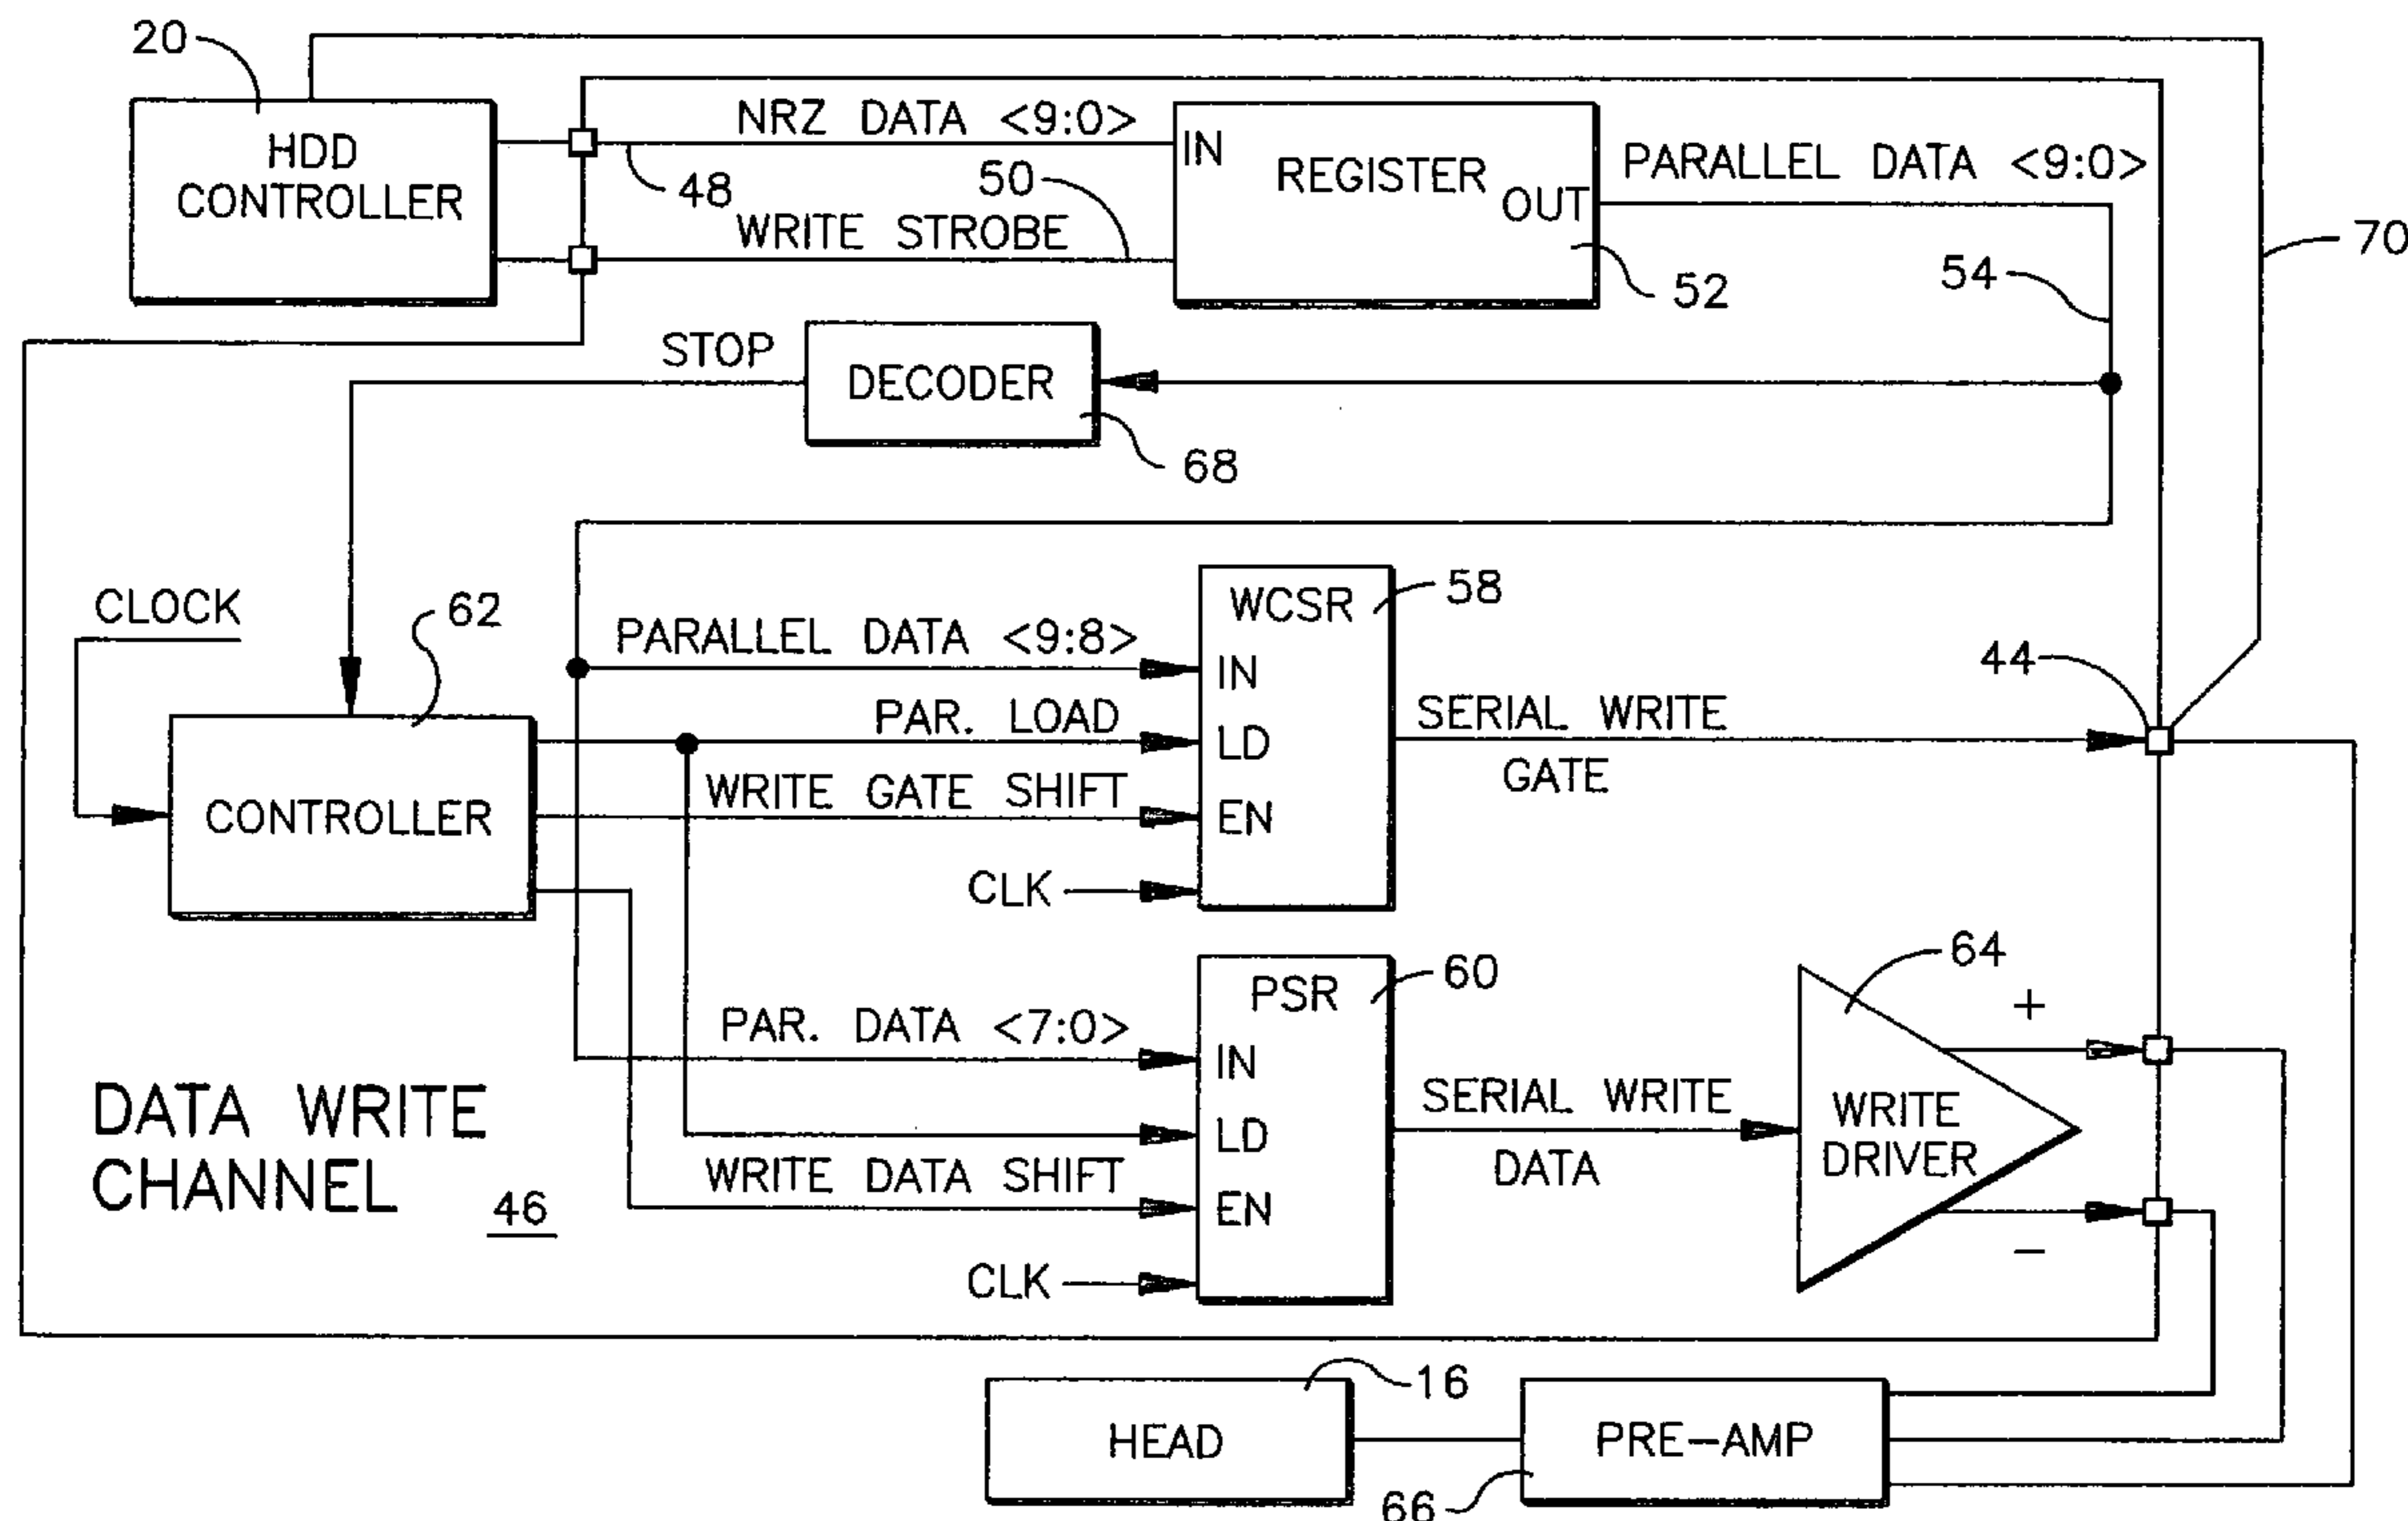 20
HDD
CONTROLLER
NRZ DATA <9:0>
48
50
WRITE STROBE
IN
REGISTER
OUT
52
PARALLEL DATA <9:0>
54
70
STOP
DECODER
68
CLOCK
62
CONTROLLER
PARALLEL DATA <9:8>
PAR. LOAD
WRITE GATE SHIFT
CLK
WCSR
58
IN
LD
EN
SERIAL WRITE
GATE
44
PAR. DATA <7:0>
WRITE DATA SHIFT
CLK
PSR
60
IN
LD
EN
SERIAL WRITE
DATA
64
WRITE
DRIVER
+
−
DATA WRITE
CHANNEL
46
HEAD
16
PRE-AMP
66